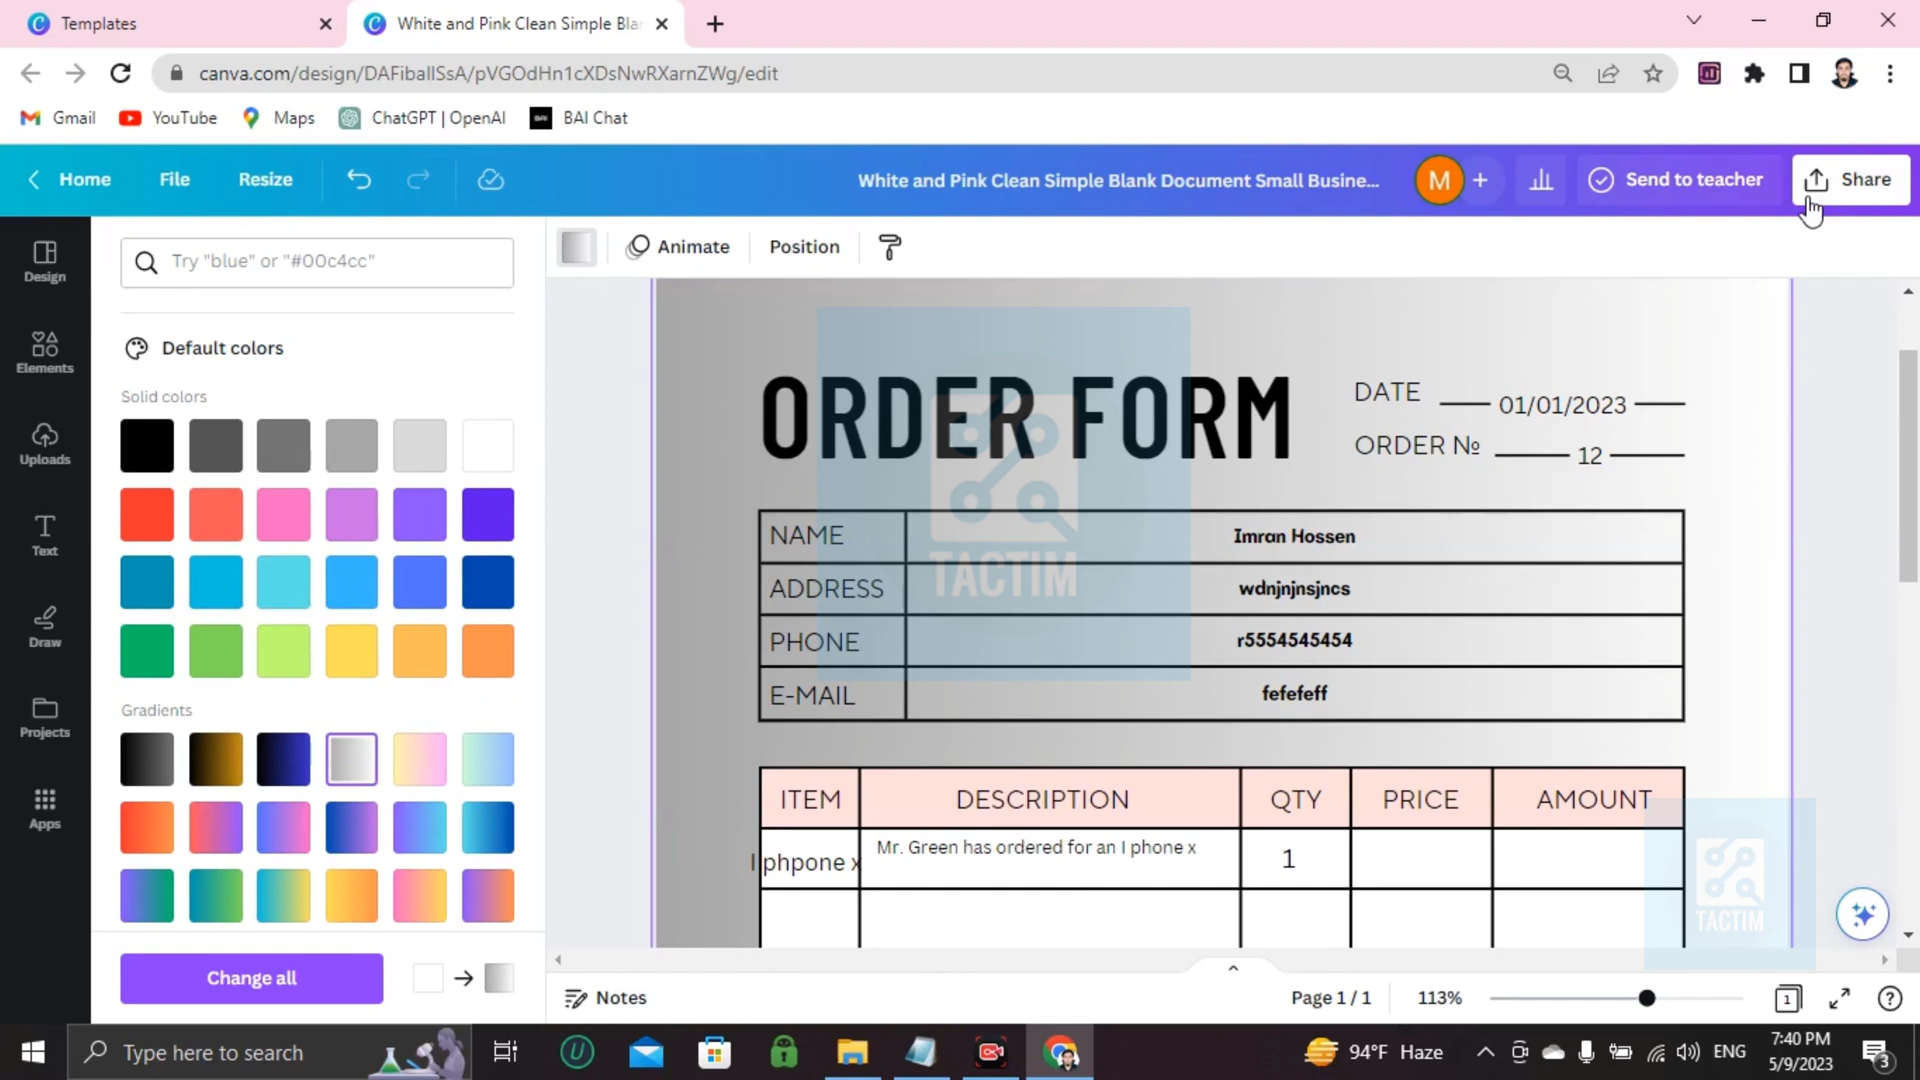 Templates
White and Pink Clean Simple Bla
canva.com/design/DAFiballSsA/pVGOdHn1cXDsNwRXarnZWg/edit
Gmail YouTube Maps ChatGPT | OpenAI BAI Chat
Home File Resize White and Pink Clean Simple Blank Document Small Busine... M + Send to teacher Share
Design
Elements
Uploads
Text
Draw
Projects
Apps
Try "blue" or "#00c4cc"
Default colors
Solid colors
Gradients
Change all
Animate Position
ORDER FORM
DATE 01/01/2023
ORDER № 12
NAME Imran Hossen
ADDRESS wdnjnjnsjncs
PHONE r5554545454
E-MAIL fefefeff
TACTIM
ITEM DESCRIPTION QTY PRICE AMOUNT
I phpone x Mr. Green has ordered for an I phone x 1
TACTIM
Notes Page 1 / 1 113% 1
Type here to search 94°F Haze ENG 7:40 PM
5/9/2023 3